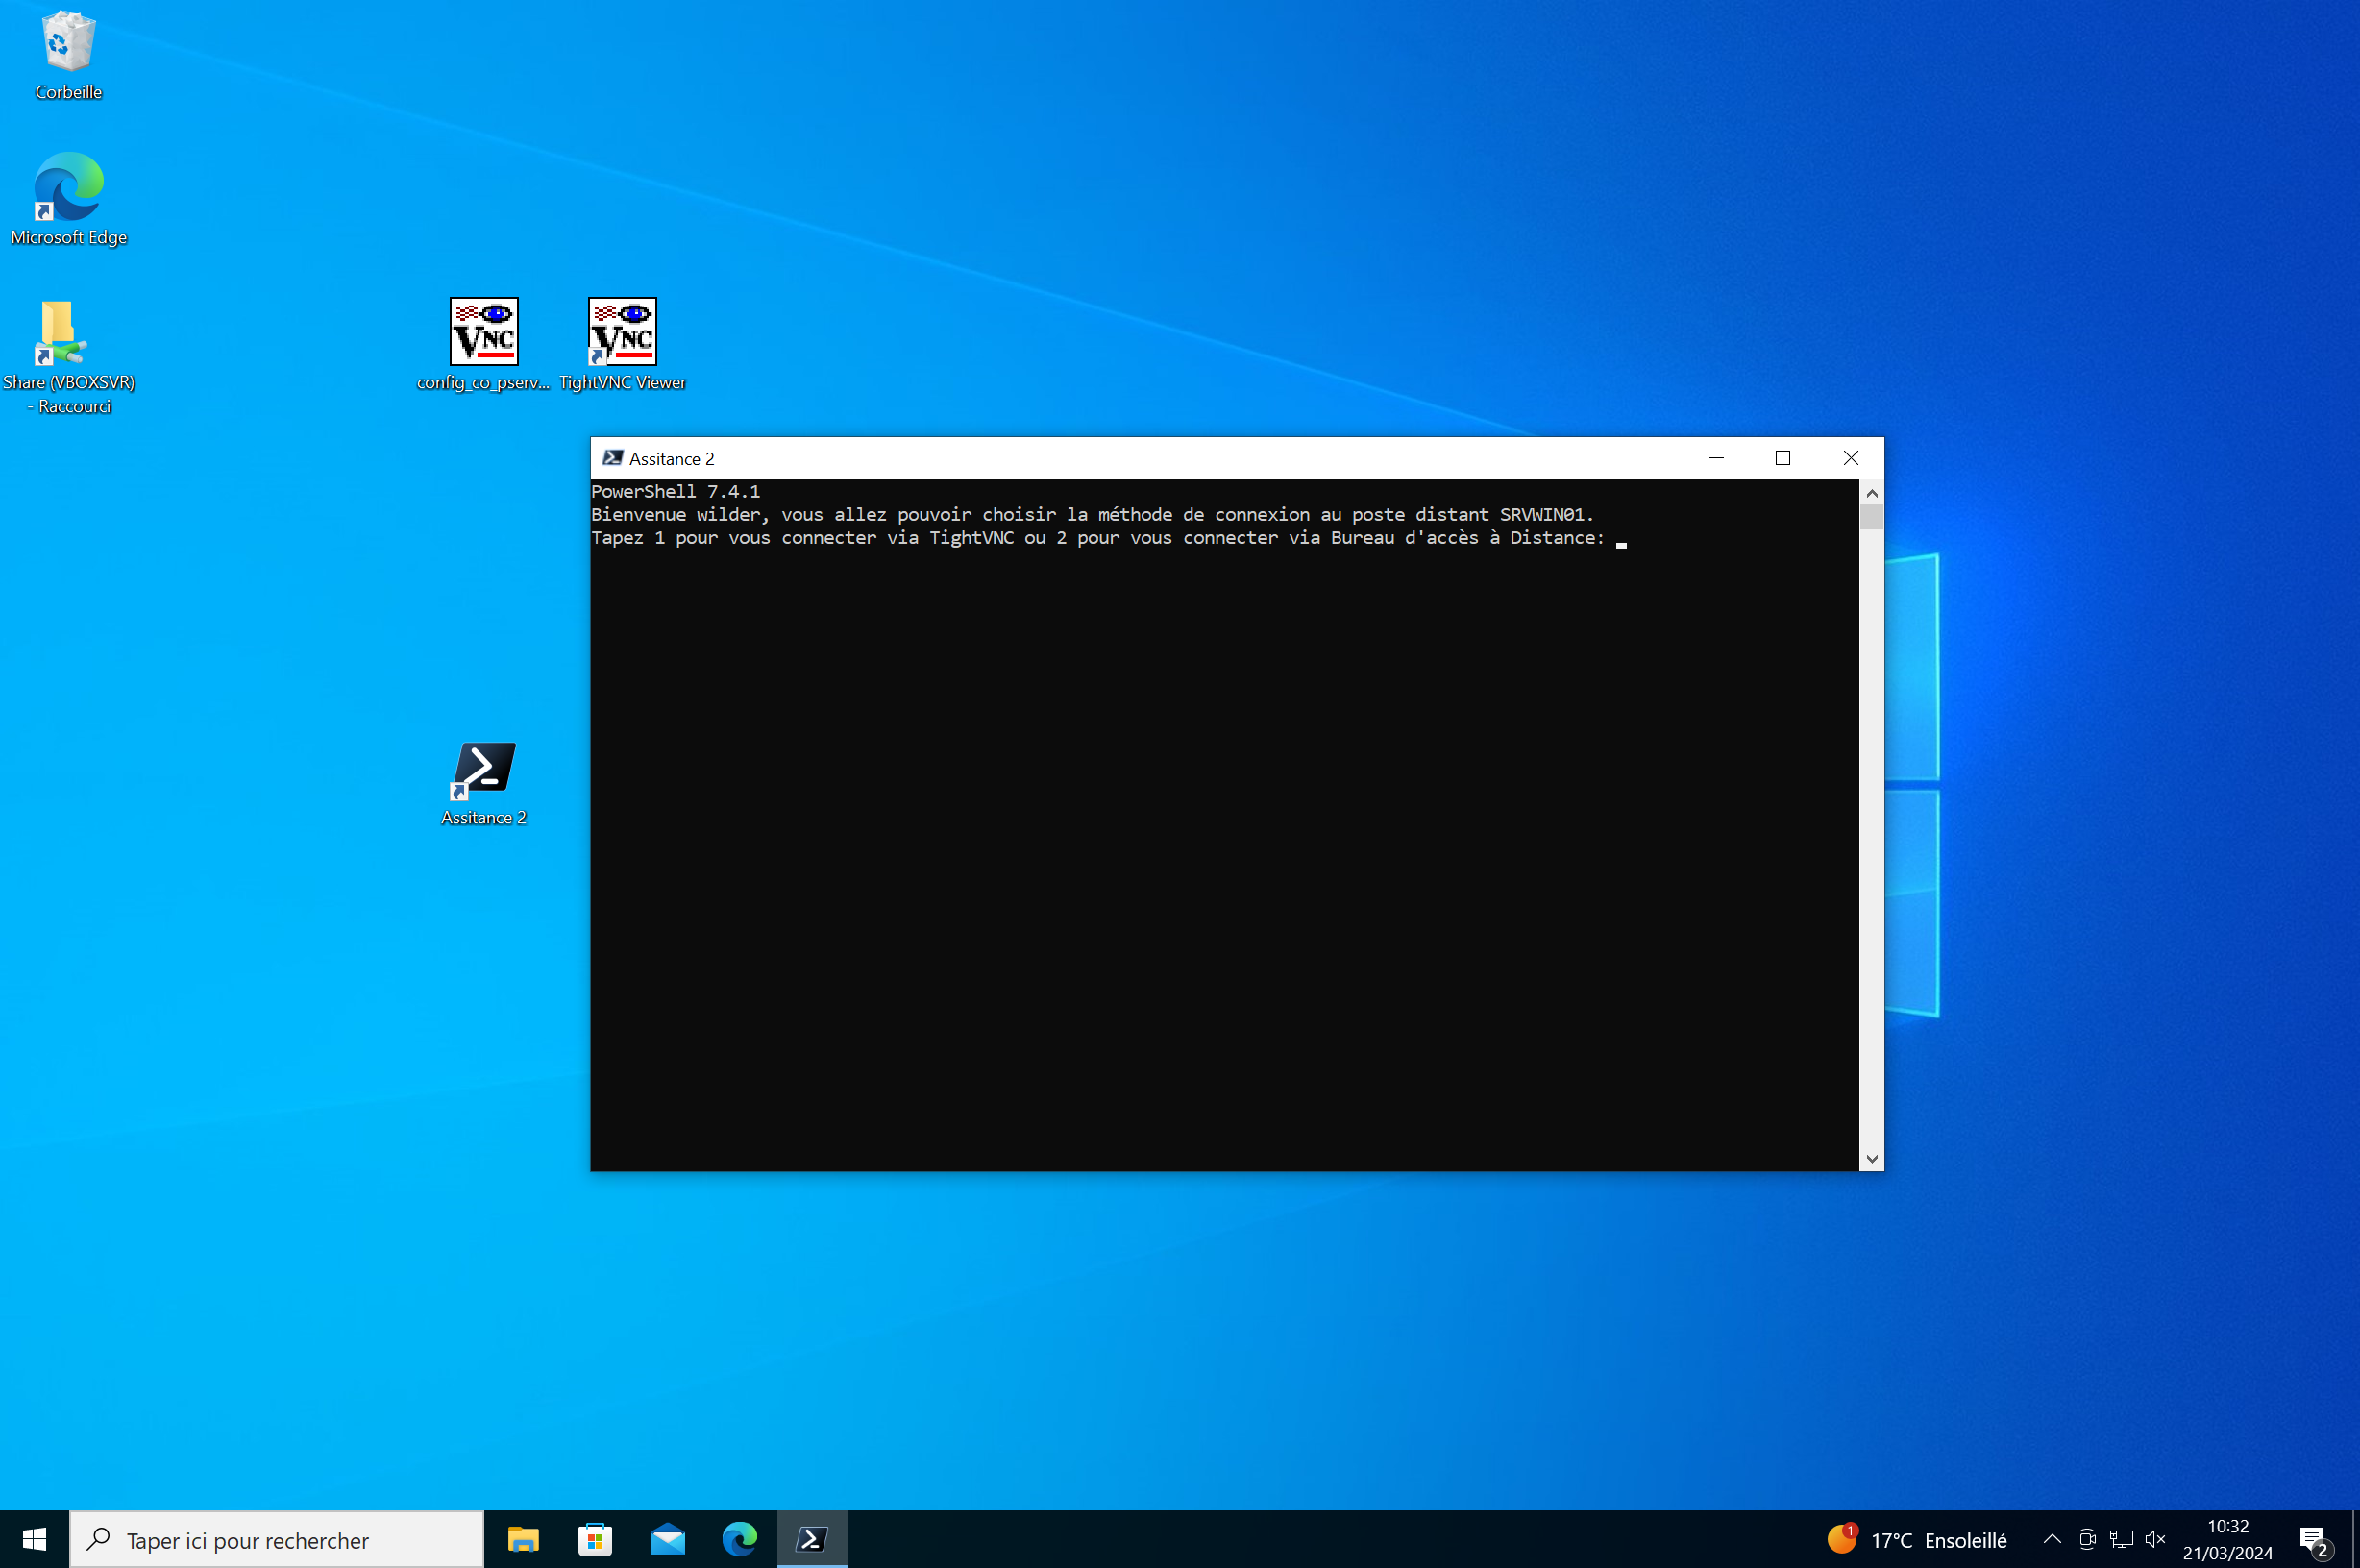 Corbeille
Microsoft Edge
Share (VBOXSVR)
- Raccourci
VNC
config_co_pserv...
VNC
TightVNC Viewer
Assitance 2
Assitance 2
PowerShell 7.4.1
Bienvenue wilder, vous allez pouvoir choisir la méthode de connexion au poste distant SRVWIN01.
Tapez 1 pour vous connecter via TightVNC ou 2 pour vous connecter via Bureau d'accès à Distance:
Taper ici pour rechercher
1
17°C Ensoleillé
10:32
21/03/2024
2